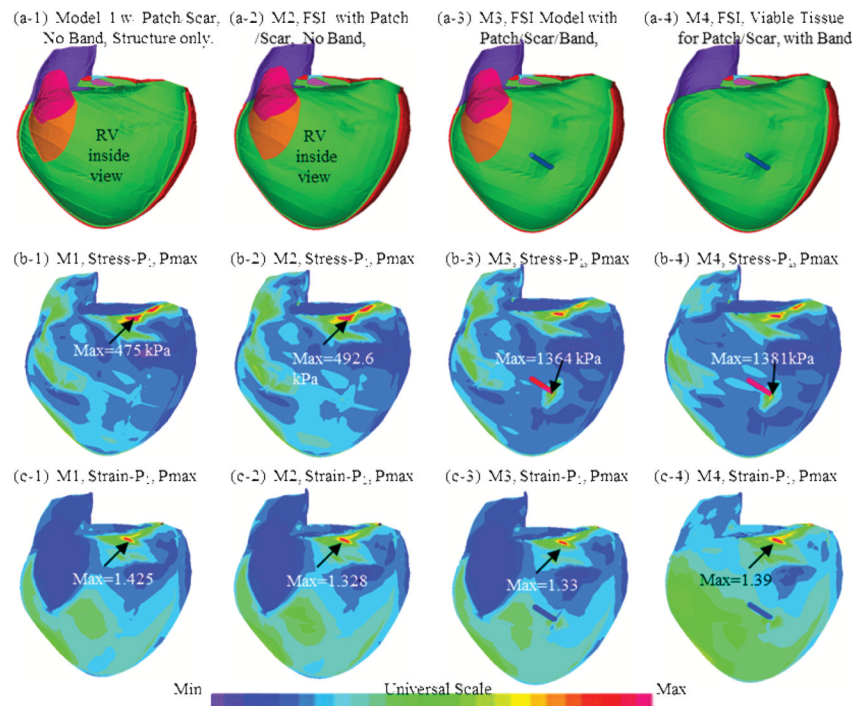 (a-1) Model 1 w. Patch/Scar, No Band, Structure only.
(a-2) M2, FSI with Patch /Scar, No Band,
(a-3) M3, FSI Model with Patch/Scar/Band,
(a-4) M4, FSI, Viable Tissue for Patch/Scar, with Band
RV
inside
view
RV
inside
view
(b-1) M1, Stress-P1, Pmax
(b-2) M2, Stress-P1, Pmax
(b-3) M3, Stress-P1, Pmax
(b-4) M4, Stress-P1, Pmax
Max=475 kPa
Max=492.6
kPa
Max=1364 kPa
Max=1381kPa
(c-1) M1, Strain-P1, Pmax
(c-2) M2, Strain-P1, Pmax
(c-3) M3, Strain-P1, Pmax
(c-4) M4, Strain-P1, Pmax
Max=1.425
Max=1.328
Max=1.33
Max=1.39
Min Universal Scale Max